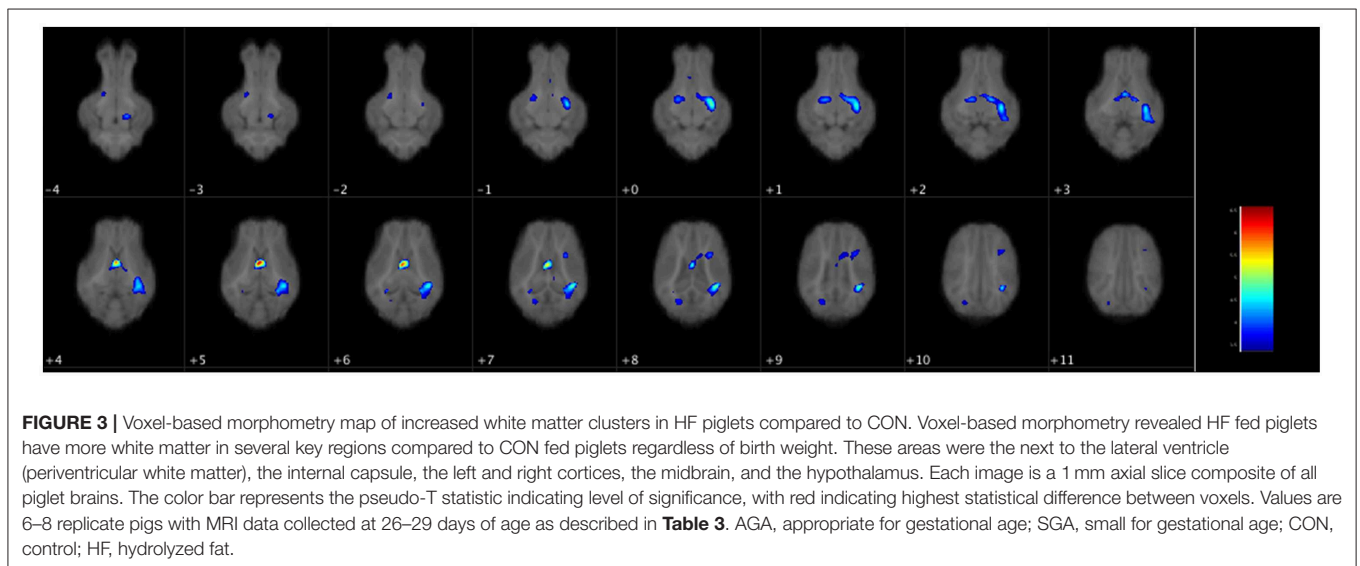 -4 -3 -2 -1 +0 +1 +2 +3
+4 +5 +6 +7 +8 +9 +10 +11
FIGURE 3 | Voxel-based morphometry map of increased white matter clusters in HF piglets compared to CON. Voxel-based morphometry revealed HF fed piglets
have more white matter in several key regions compared to CON fed piglets regardless of birth weight. These areas were the next to the lateral ventricle
(periventricular white matter), the internal capsule, the left and right cortices, the midbrain, and the hypothalamus. Each image is a 1 mm axial slice composite of all
piglet brains. The color bar represents the pseudo-T statistic indicating level of significance, with red indicating highest statistical difference between voxels. Values are
6–8 replicate pigs with MRI data collected at 26–29 days of age as described in Table 3. AGA, appropriate for gestational age; SGA, small for gestational age; CON,
control; HF, hydrolyzed fat.